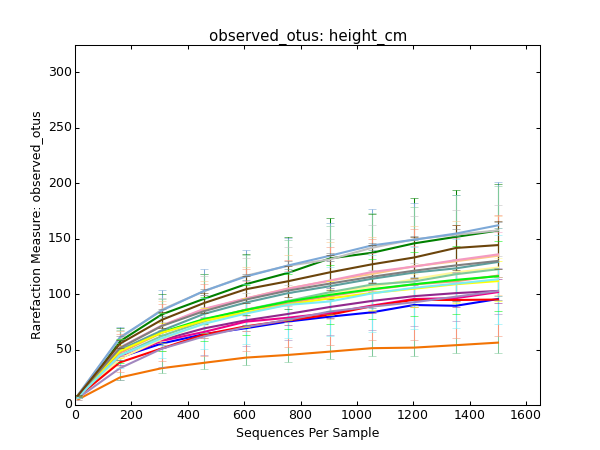 observed_otus: height_cm
300
250
200
150
100
50
0
Rarefaction Measure: observed_otus
0 200 400 600 800 1000 1200 1400 1600
Sequences Per Sample